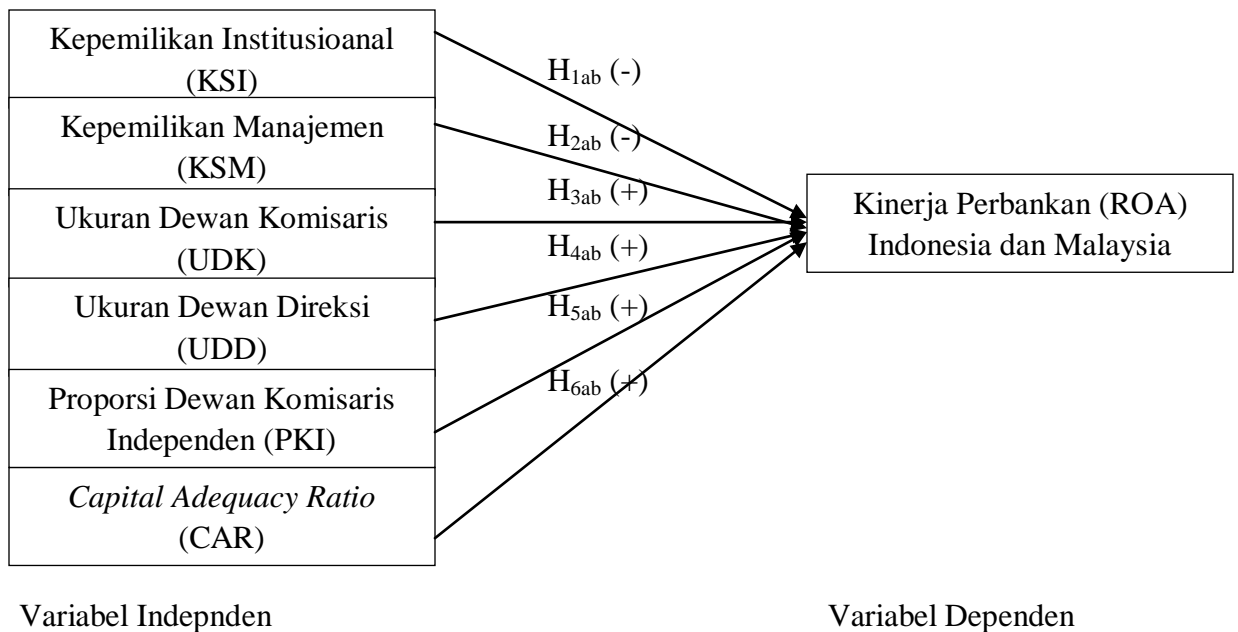 Kepemilikan Institusioanal
(KSI)
Kepemilikan Manajemen
(KSM)
Ukuran Dewan Komisaris
(UDK)
Ukuran Dewan Direksi
(UDD)
Proporsi Dewan Komisaris
Independen (PKI)
Capital Adequacy Ratio
(CAR)
H1ab (-)
H2ab (-)
H3ab (+)
H4ab (+)
H5ab (+)
H6ab (+)
Kinerja Perbankan (ROA)
Indonesia dan Malaysia
Variabel Indepnden
Variabel Dependen